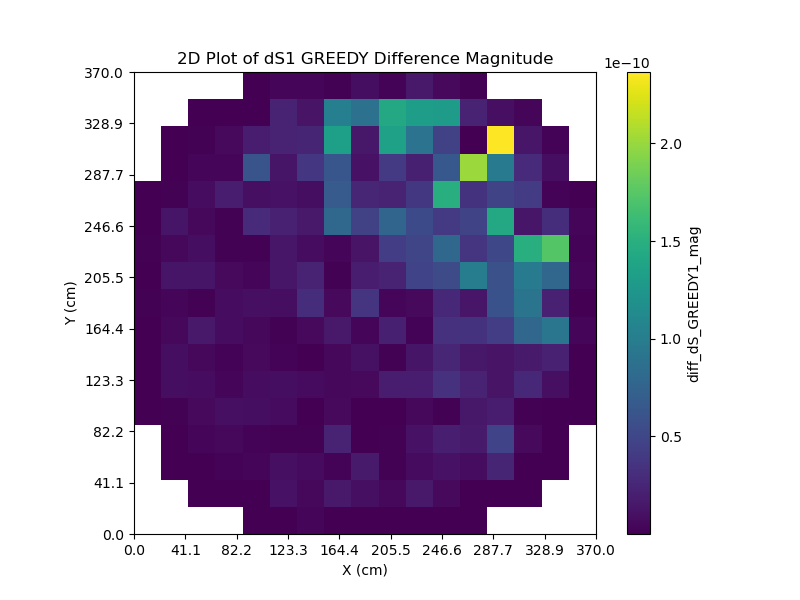 2D Plot of dS1 GREEDY Difference Magnitude
1e−10
370.0
328.9
287.7
246.6
205.5
164.4
123.3
82.2
41.1
0.0
Y (cm)
0.0 41.1 82.2 123.3 164.4 205.5 246.6 287.7 328.9 370.0
X (cm)
2.0
1.5
1.0
0.5
diff_dS_GREEDY1_mag